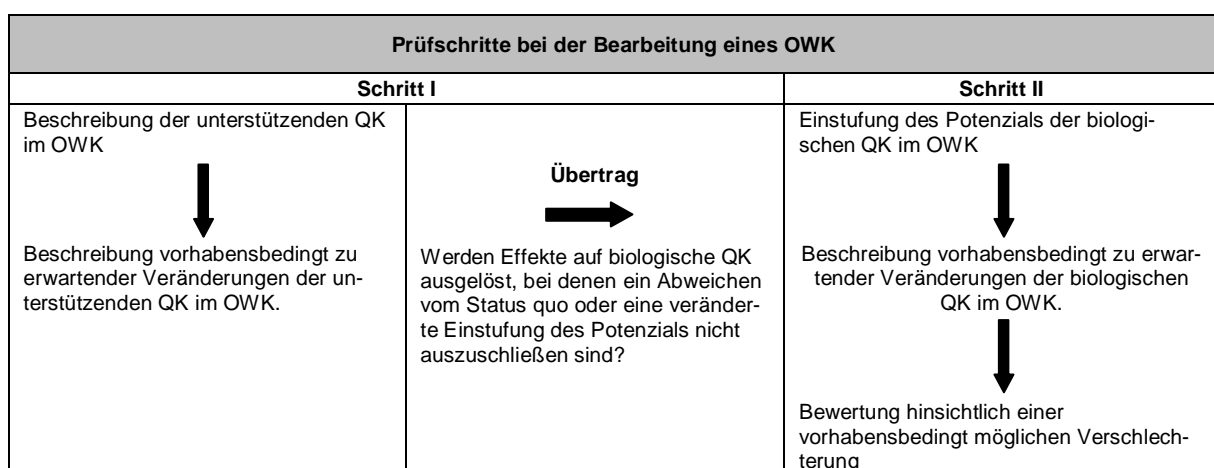 Prüfschritte bei der Bearbeitung eines OWK
Schritt I
Schritt II
Beschreibung der unterstützenden QK
im OWK
Beschreibung vorhabensbedingt zu
erwartender Veränderungen der un-
terstützenden QK im OWK.
Übertrag
Werden Effekte auf biologische QK
ausgelöst, bei denen ein Abweichen
vom Status quo oder eine veränder-
te Einstufung des Potenzials nicht
auszuschließen sind?
Einstufung des Potenzials der biologi-
schen QK im OWK
Beschreibung vorhabensbedingt zu erwar-
tender Veränderungen der biologischen
QK im OWK.
Bewertung hinsichtlich einer
vorhabensbedingt möglichen Verschlech-
terung